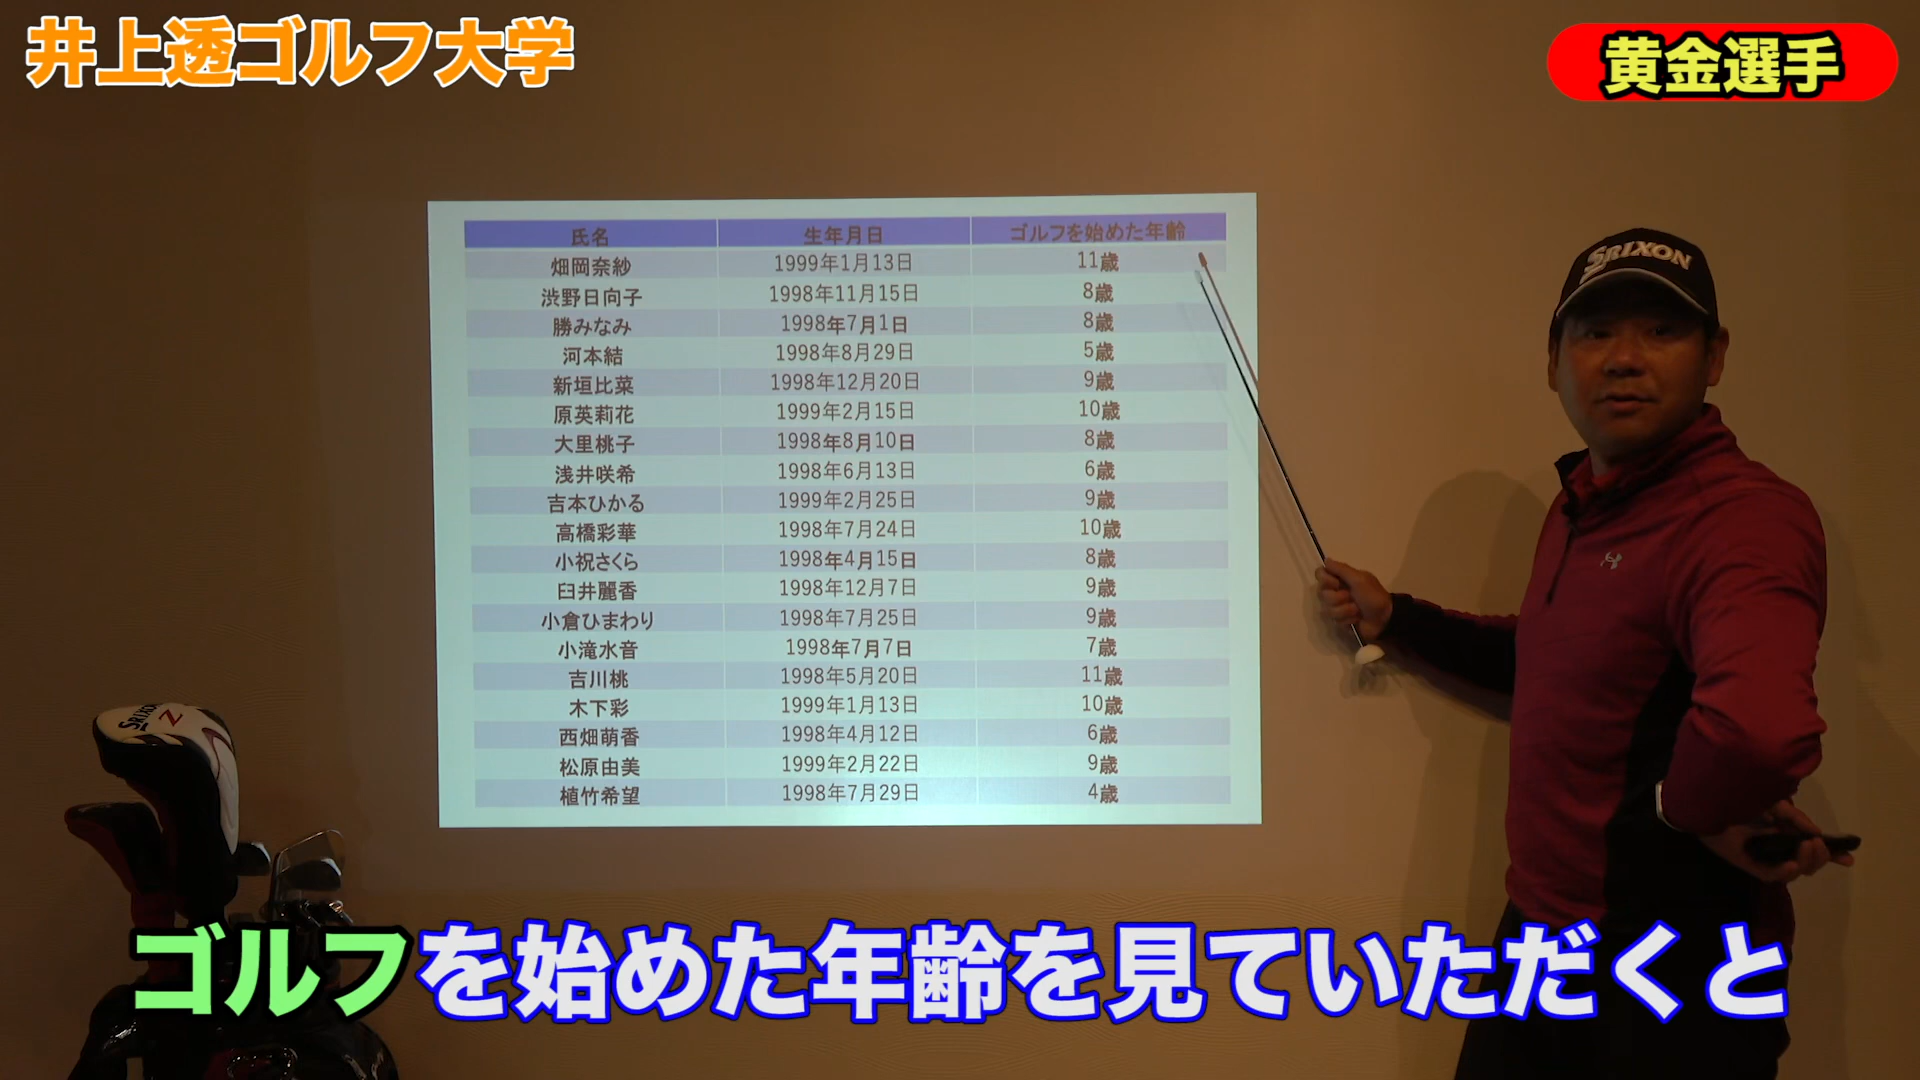 井上透ゴルフ大学
黄金選手
氏名 生年月日 ゴルフを始めた年齢
畑岡奈紗 1999年1月13日 11歳
渋野日向子 1998年11月15日 8歳
勝みなみ 1998年7月1日 8歳
河本結 1998年8月29日 5歳
新垣比菜 1998年12月20日 9歳
原英莉花 1999年2月15日 10歳
大里桃子 1998年8月10日 8歳
浅井咲希 1998年6月13日 6歳
吉本ひかる 1999年2月25日 9歳
高橋彩華 1998年7月24日 10歳
小祝さくら 1998年4月15日 8歳
臼井麗香 1998年12月7日 9歳
小倉ひまわり 1998年7月25日 9歳
小滝水音 1998年7月7日 7歳
吉川桃 1998年5月20日 11歳
木下彩 1999年1月13日 10歳
西畑萌香 1998年4月12日 6歳
松原由美 1999年2月22日 9歳
植竹希望 1998年7月29日 4歳
SRIXON
SRIXON
Z
ゴルフを始めた年齢を見ていただくと